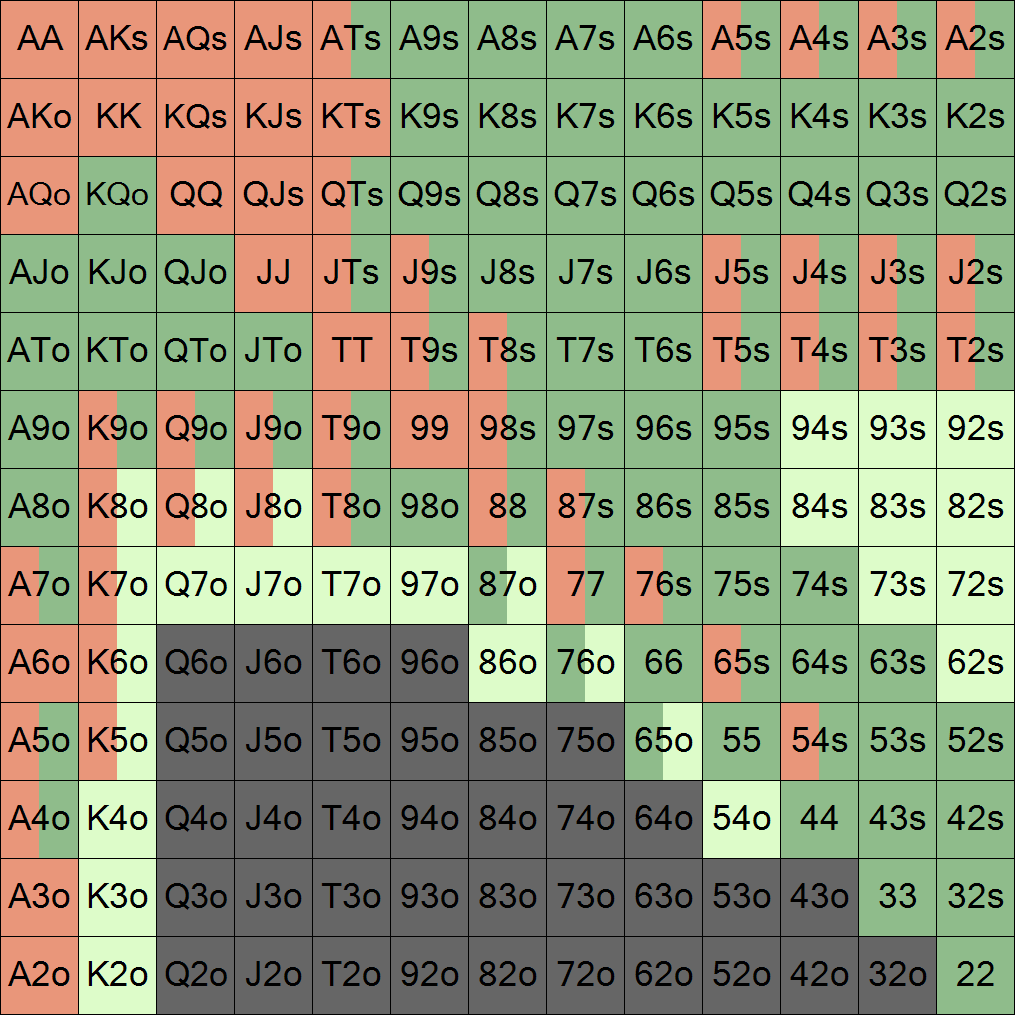 AA AKs AQs AJs ATs A9s A8s A7s A6s A5s A4s A3s A2s
AKo KK KQs KJs KTs K9s K8s K7s K6s K5s K4s K3s K2s
AQo KQo QQ QJs QTs Q9s Q8s Q7s Q6s Q5s Q4s Q3s Q2s
AJo KJo QJo JJ JTs J9s J8s J7s J6s J5s J4s J3s J2s
ATo KTo QTo JTo TT T9s T8s T7s T6s T5s T4s T3s T2s
A9o K9o Q9o J9o T9o 99 98s 97s 96s 95s 94s 93s 92s
A8o K8o Q8o J8o T8o 98o 88 87s 86s 85s 84s 83s 82s
A7o K7o Q7o J7o T7o 97o 87o 77 76s 75s 74s 73s 72s
A6o K6o Q6o J6o T6o 96o 86o 76o 66 65s 64s 63s 62s
A5o K5o Q5o J5o T5o 95o 85o 75o 65o 55 54s 53s 52s
A4o K4o Q4o J4o T4o 94o 84o 74o 64o 54o 44 43s 42s
A3o K3o Q3o J3o T3o 93o 83o 73o 63o 53o 43o 33 32s
A2o K2o Q2o J2o T2o 92o 82o 72o 62o 52o 42o 32o 22